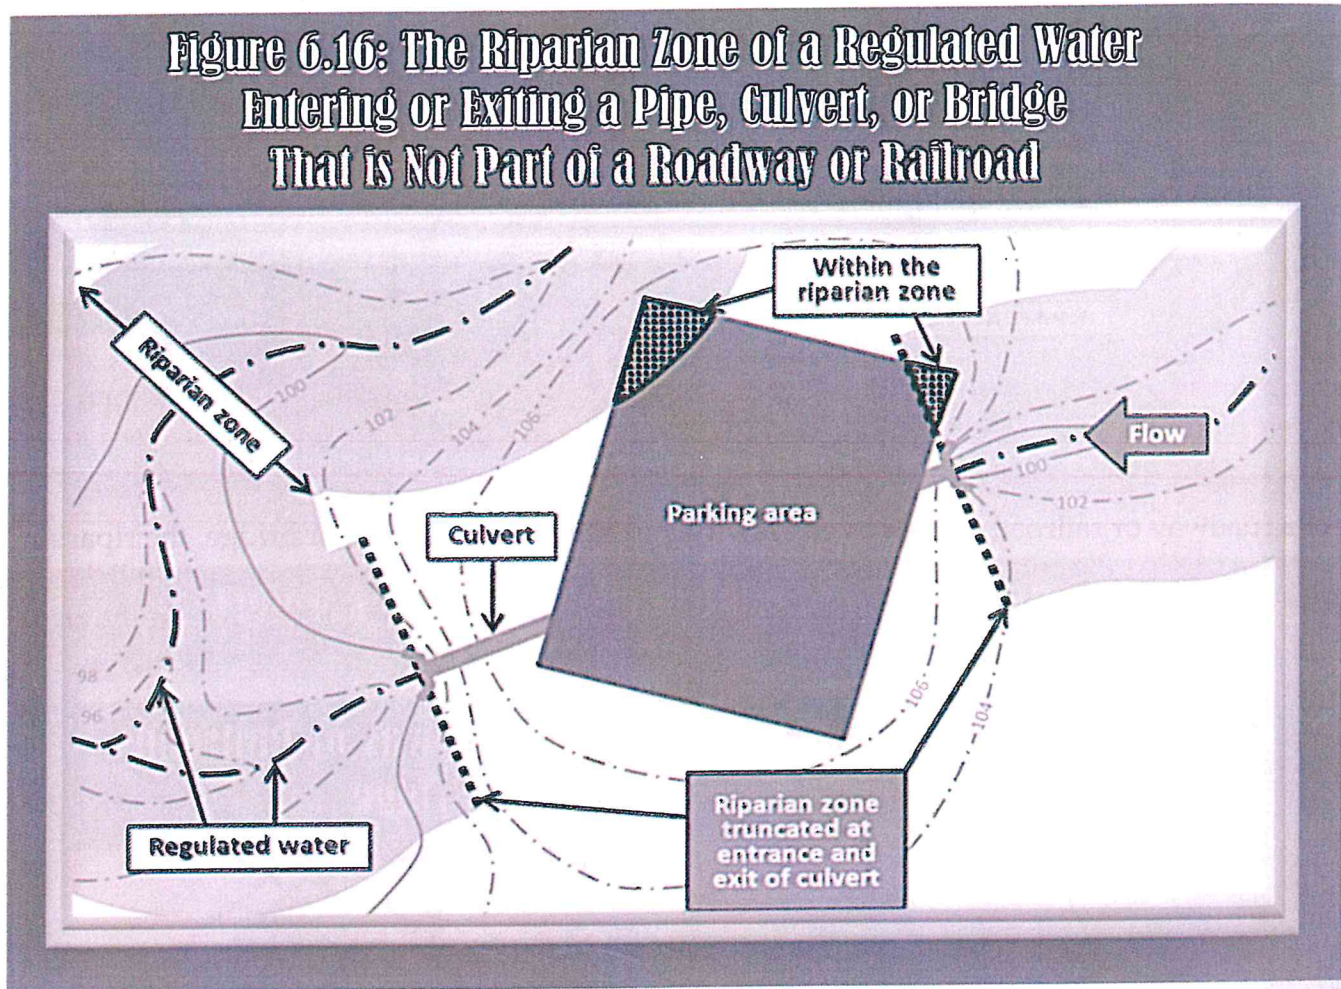 Figure 6.16: The Riparian Zone of a Regulated Water
Entering or Exiting a Pipe, Culvert, or Bridge
That is Not Part of a Roadway or Railroad
Within the
riparian zone
Riparian zone
100
102
104
106
Flow
100
102
Parking area
Culvert
98
96
106
104
Riparian zone
truncated at
entrance and
exit of culvert
Regulated water